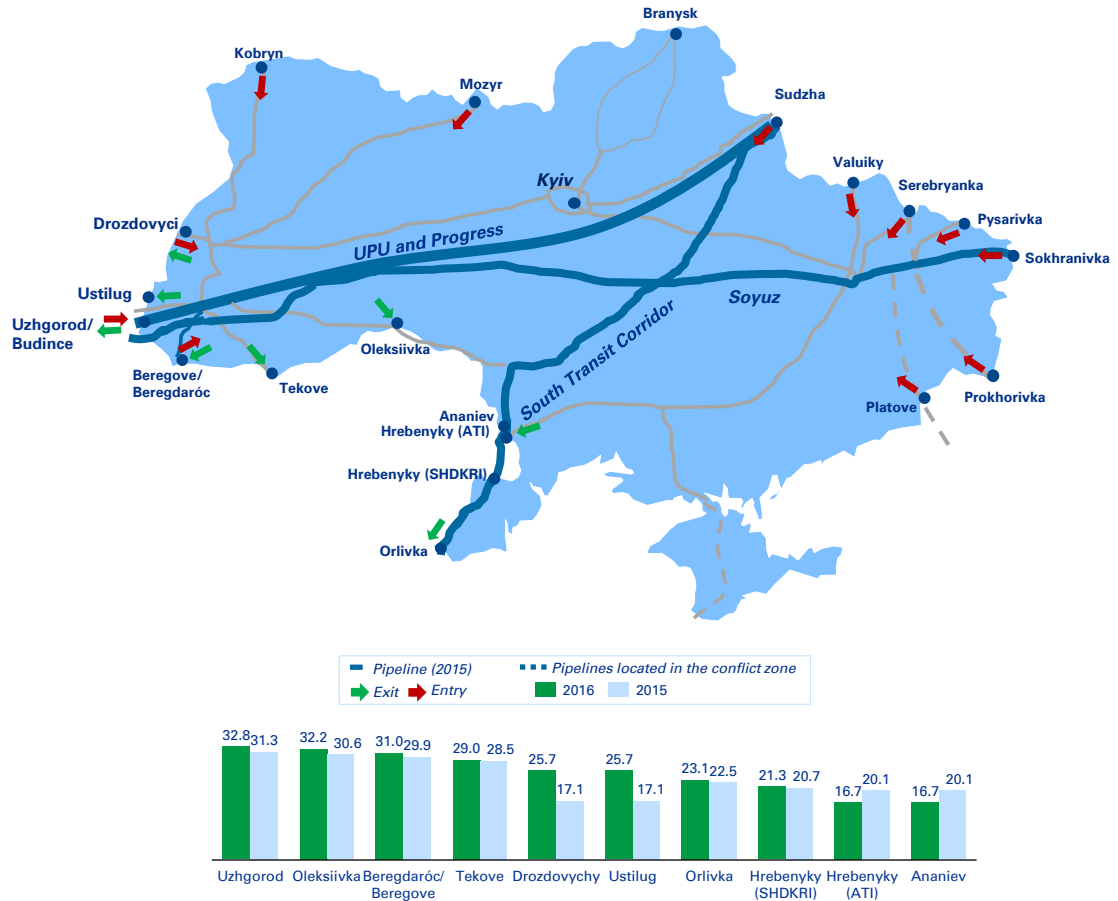 Branysk
Kobryn
Mozyr
Sudzha
Valuiky
Kyiv
Serebryanka
Drozdovyci
Pysarivka
UPU and Progress
Sokhranivka
Ustilug
Soyuz
Uzhgorod/
Budince
Oleksiivka
South Transit Corridor
Beregove/
Beregdaróc
Tekove
Prokhorivka
Platove
Ananiev
Hrebenyky (ATI)
Hrebenyky (SHDKRI)
Orlivka
Pipeline (2015)
Pipelines located in the conflict zone
Exit
Entry
2016
2015
32.8 31.3
32.2 30.6
31.0 29.9
29.0 28.5
25.7 17.1
25.7 17.1
23.1 22.5
21.3 20.7
16.7 20.1
16.7 20.1
Uzhgorod
Oleksiivka
Beregdaróc/
Beregove
Tekove
Drozdovychy
Ustilug
Orlivka
Hrebenyky
(SHDKRI)
Hrebenyky
(ATI)
Ananiev